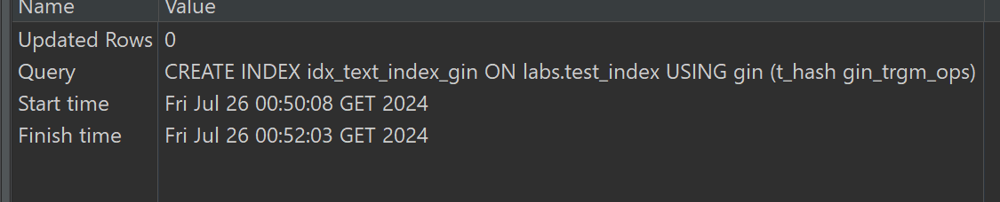 Name Value
Updated Rows 0
Query CREATE INDEX idx_text_index_gin ON labs.test_index USING gin (t_hash gin_trgm_ops)
Start time Fri Jul 26 00:50:08 GET 2024
Finish time Fri Jul 26 00:52:03 GET 2024